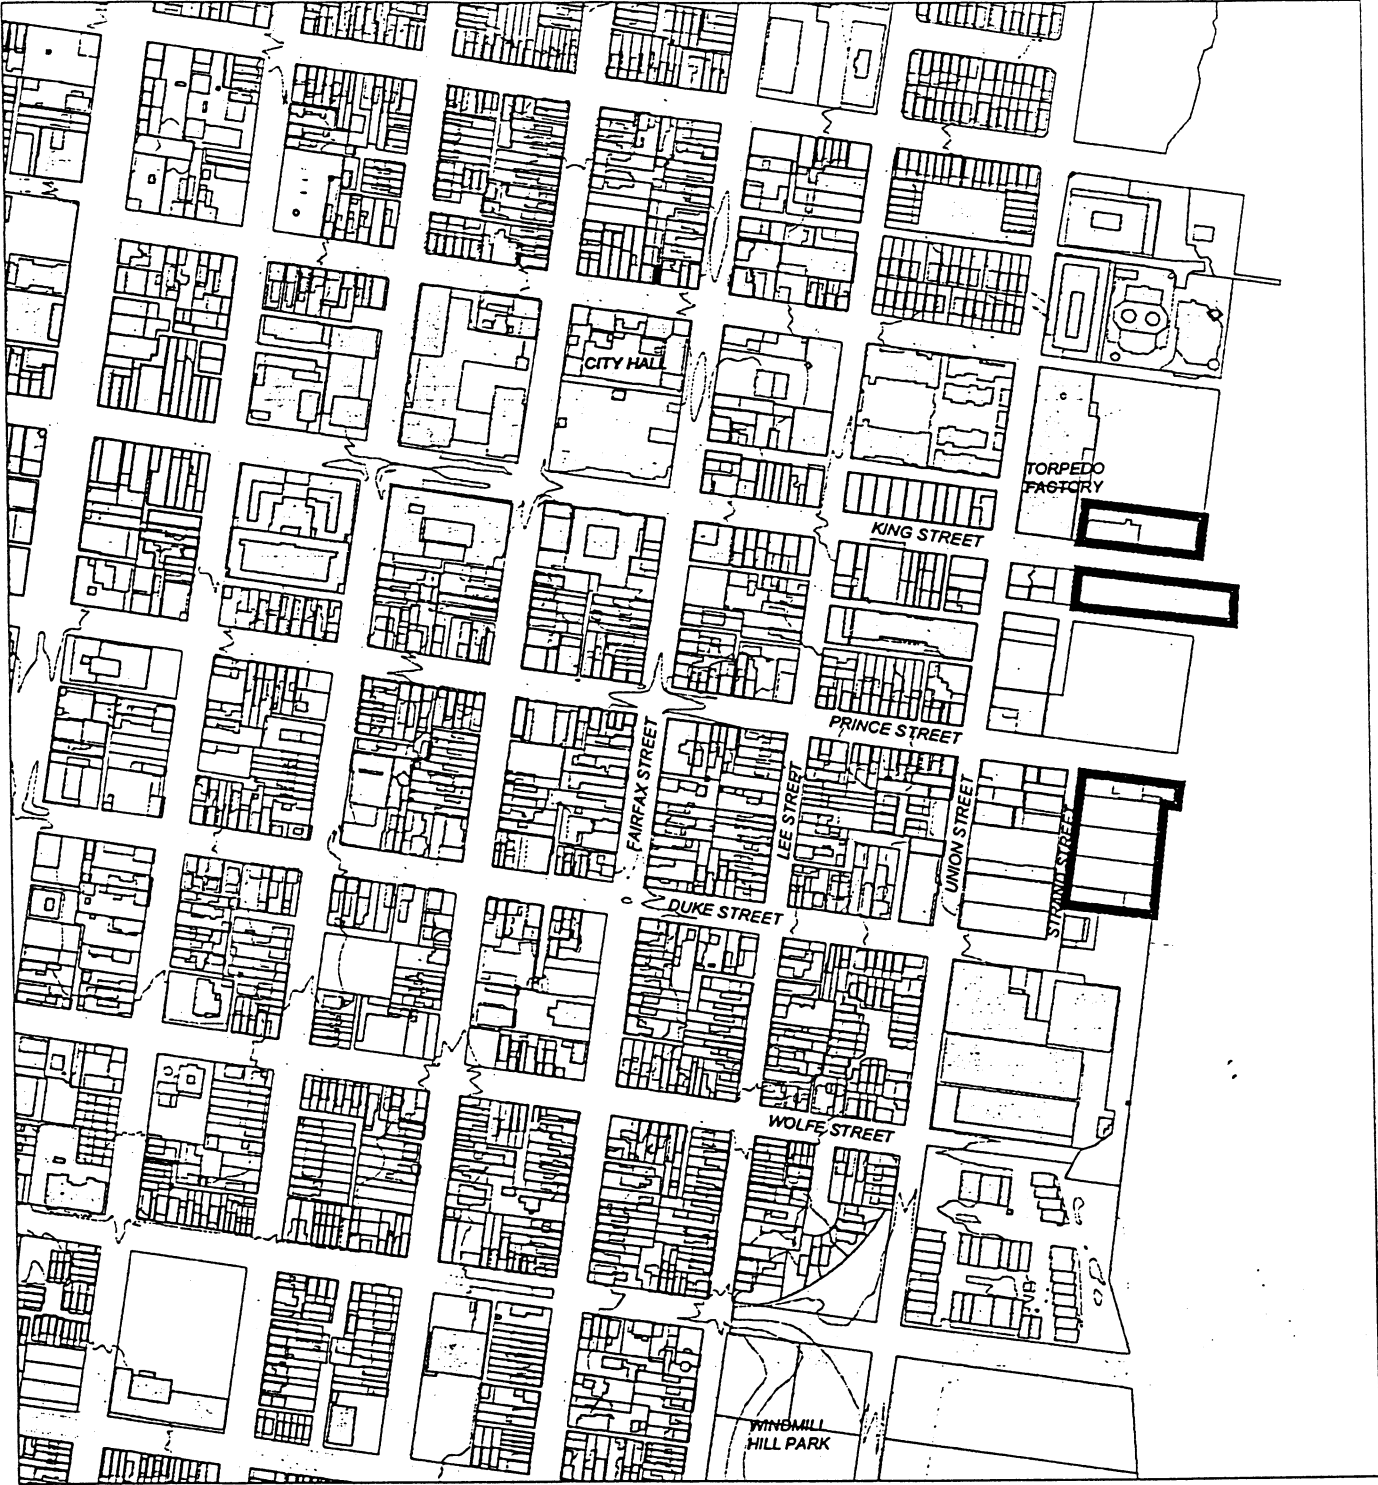 CITY HALL
TORPEDO
FACTORY
KING STREET
PRINCE STREET
FAIRFAX STREET
LEE STREET
UNION STREET
STRAND STREET
DUKE STREET
WOLFE STREET
WINDMILL
HILL PARK